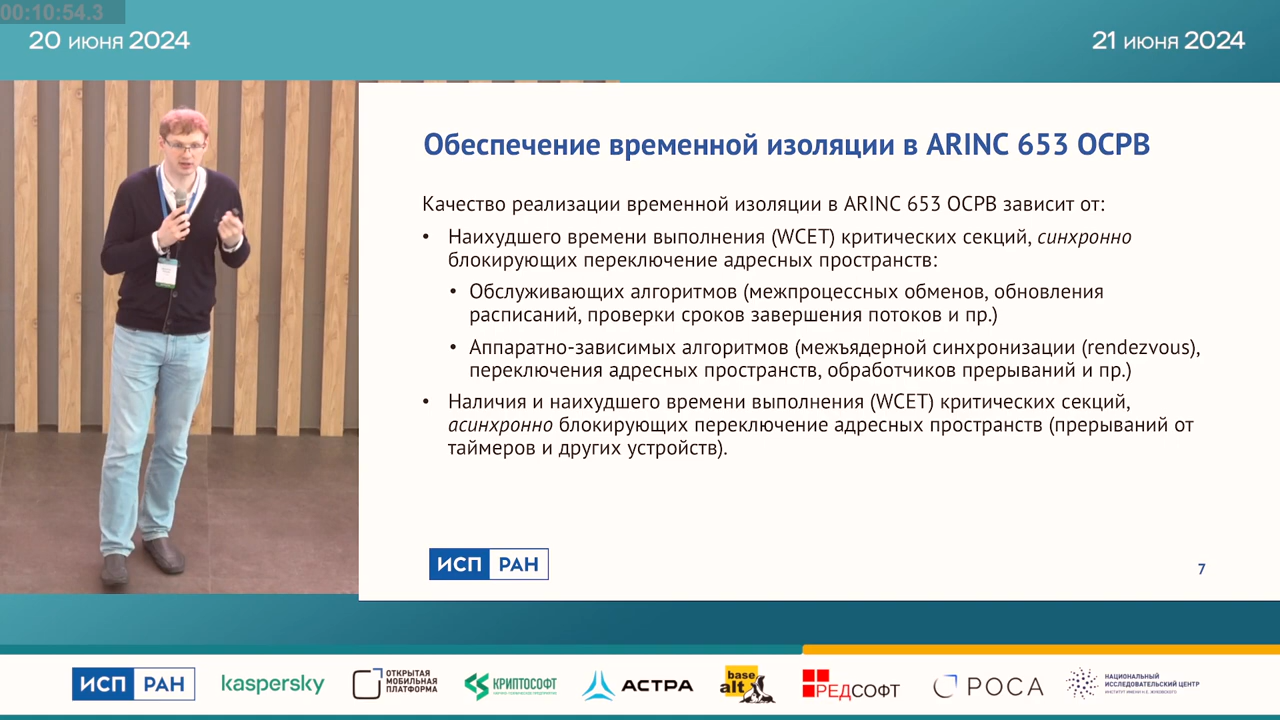 00:10:54.3
20 июня 2024
21 июня 2024
Обеспечение временной изоляции в ARINC 653 ОСРВ
Качество реализации временной изоляции в ARINC 653 ОСРВ зависит от:
• Наихудшего времени выполнения (WCET) критических секций, синхронно
блокирующих переключение адресных пространств:
• Обслуживающих алгоритмов (межпроцессных обменов, обновления
расписаний, проверки сроков завершения потоков и пр.)
• Аппаратно-зависимых алгоритмов (межъядерной синхронизации (rendezvous),
переключения адресных пространств, обработчиков прерываний и пр.)
• Наличия и наихудшего времени выполнения (WCET) критических секций,
асинхронно блокирующих переключение адресных пространств (прерываний от
таймеров и других устройств).
ИСП РАН
7
ИСП РАН
kaspersky
ОТКРЫТАЯ
МОБИЛЬНАЯ
ПЛАТФОРМА
КРИПТОСОФТ
АСТРА
base
alt
РЕДСОФТ
РОСА
НАЦИОНАЛЬНЫЙ
ИССЛЕДОВАТЕЛЬСКИЙ ЦЕНТР
ИНСТИТУТ ИМЕНИ Н.Е. ЖУКОВСКОГО